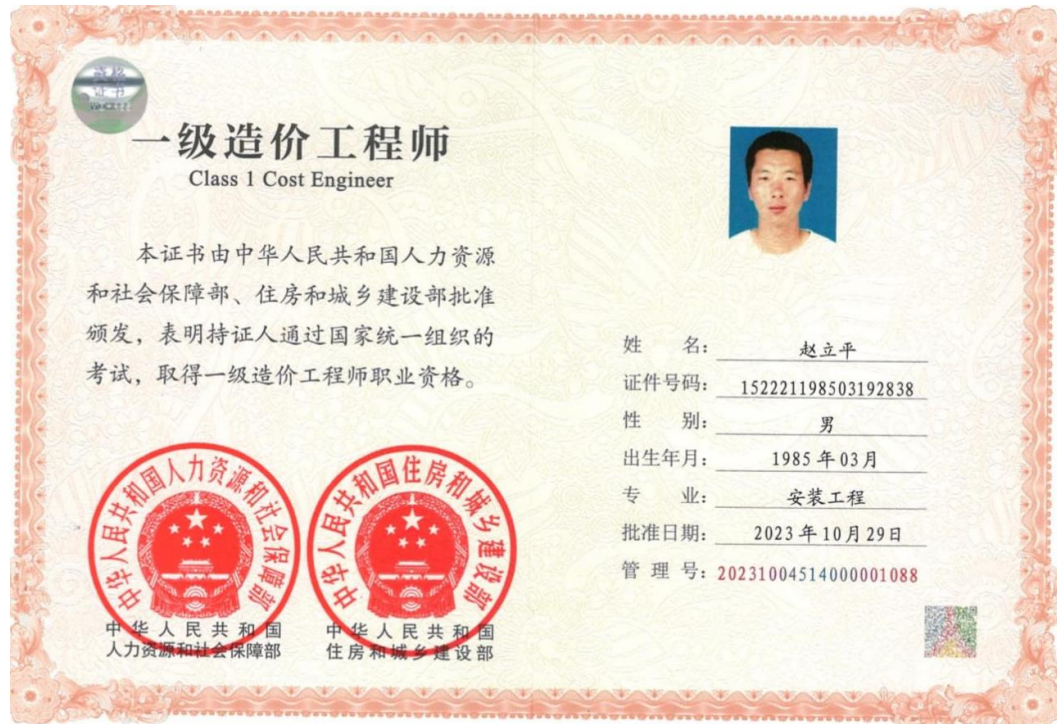 资格
证书
一级造价工程师
Class 1 Cost Engineer
本证书由中华人民共和国人力资源
和社会保障部、住房和城乡建设部批准
颁发，表明持证人通过国家统一组织的
考试，取得一级造价工程师职业资格。
中华人民共和国人力资源和社会保障部
中华人民共和国
人力资源和社会保障部
中华人民共和国住房和城乡建设部
中华人民共和国
住房和城乡建设部
姓 名：赵立平
证件号码：152221198503192838
性 别：男
出生年月：1985年03月
专 业：安装工程
批准日期：2023年10月29日
管 理 号：20231004514000001088